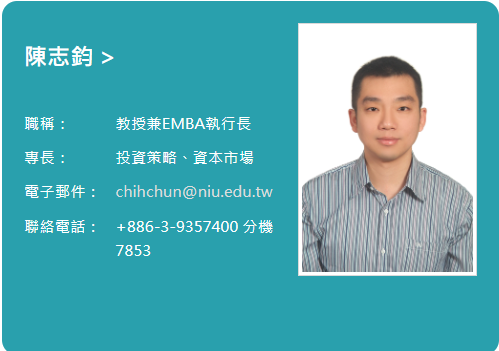 陳志鈞 >
職稱： 教授兼EMBA執行長
專長： 投資策略、資本市場
電子郵件： chihchun@niu.edu.tw
聯絡電話： +886-3-9357400 分機
7853